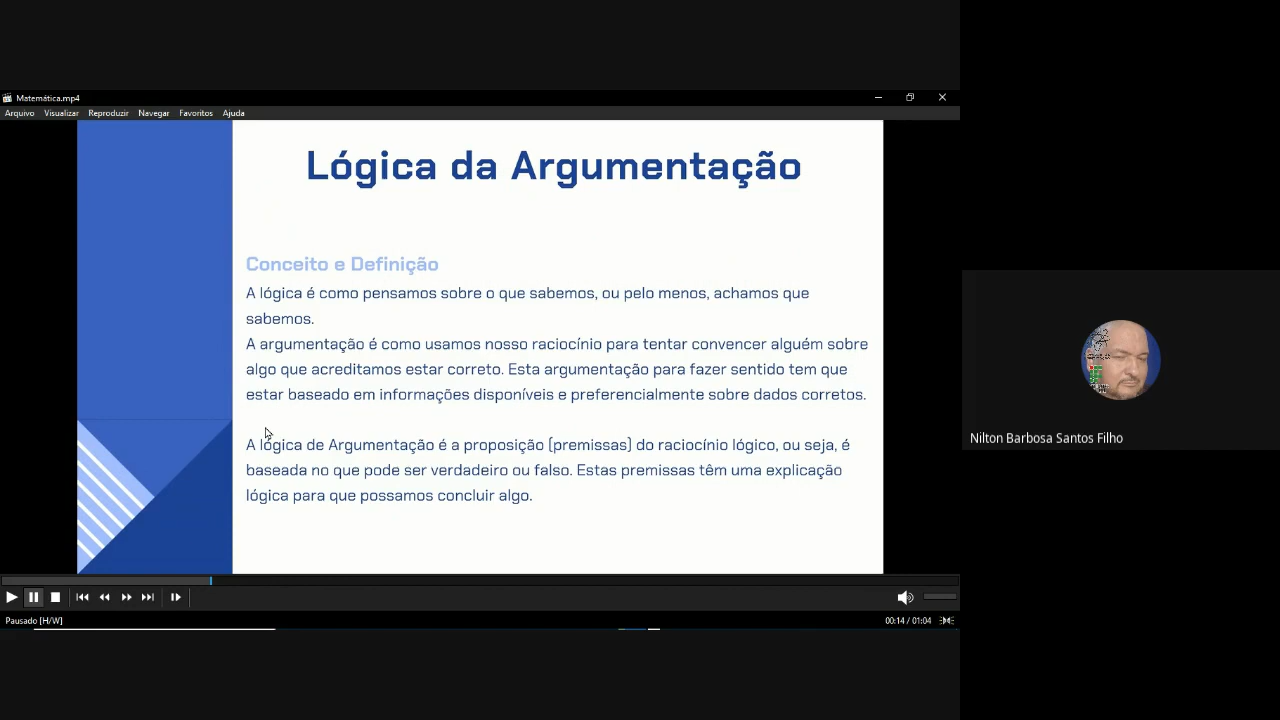 Matemática.mp4
Arquivo Visualizar Reproduzir Navegar Favoritos Ajuda
Lógica da Argumentação
Conceito e Definição
A lógica é como pensamos sobre o que sabemos, ou pelo menos, achamos que
sabemos.
A argumentação é como usamos nosso raciocínio para tentar convencer alguém sobre
algo que acreditamos estar correto. Esta argumentação para fazer sentido tem que
estar baseado em informações disponíveis e preferencialmente sobre dados corretos.
A lógica de Argumentação é a proposição (premissas) do raciocínio lógico, ou seja, é
baseada no que pode ser verdadeiro ou falso. Estas premissas têm uma explicação
lógica para que possamos concluir algo.
Pausado [H/W]
00:14 / 01:04
Nilton Barbosa Santos Filho